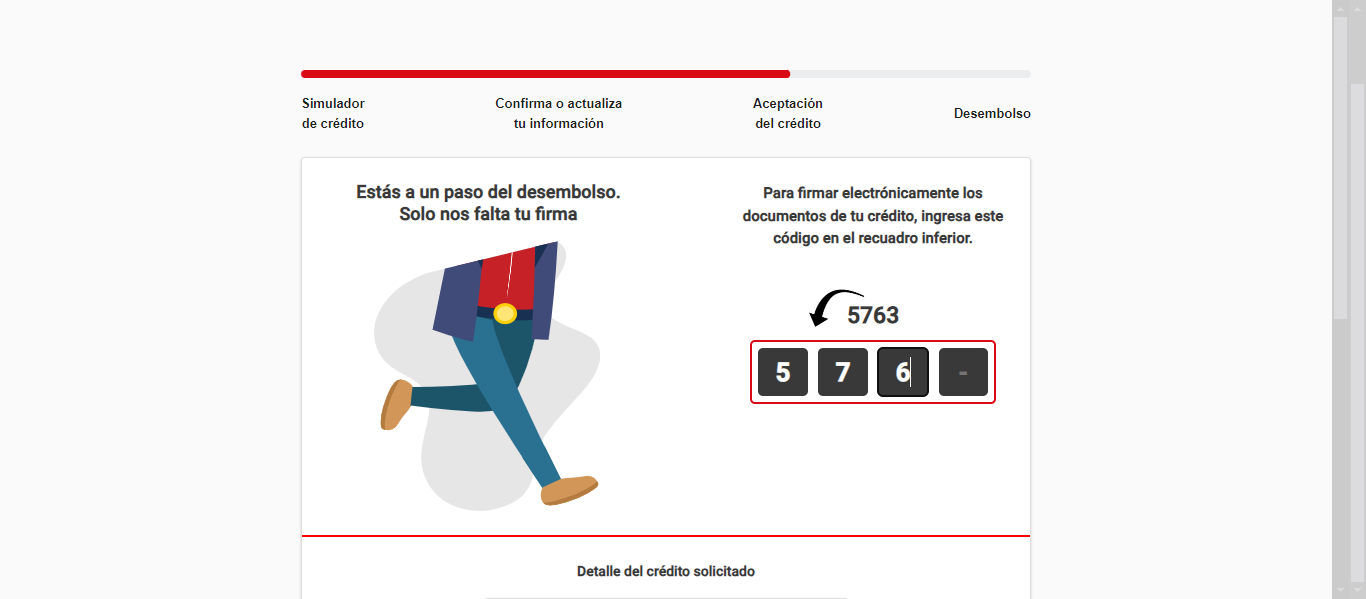 Simulador
de crédito
Confirma o actualiza
tu información
Aceptación
del crédito
Desembolso
Estás a un paso del desembolso.
Solo nos falta tu firma
Para firmar electrónicamente los
documentos de tu crédito, ingresa este
código en el recuadro inferior.
5763
5 7 6 -
Detalle del crédito solicitado